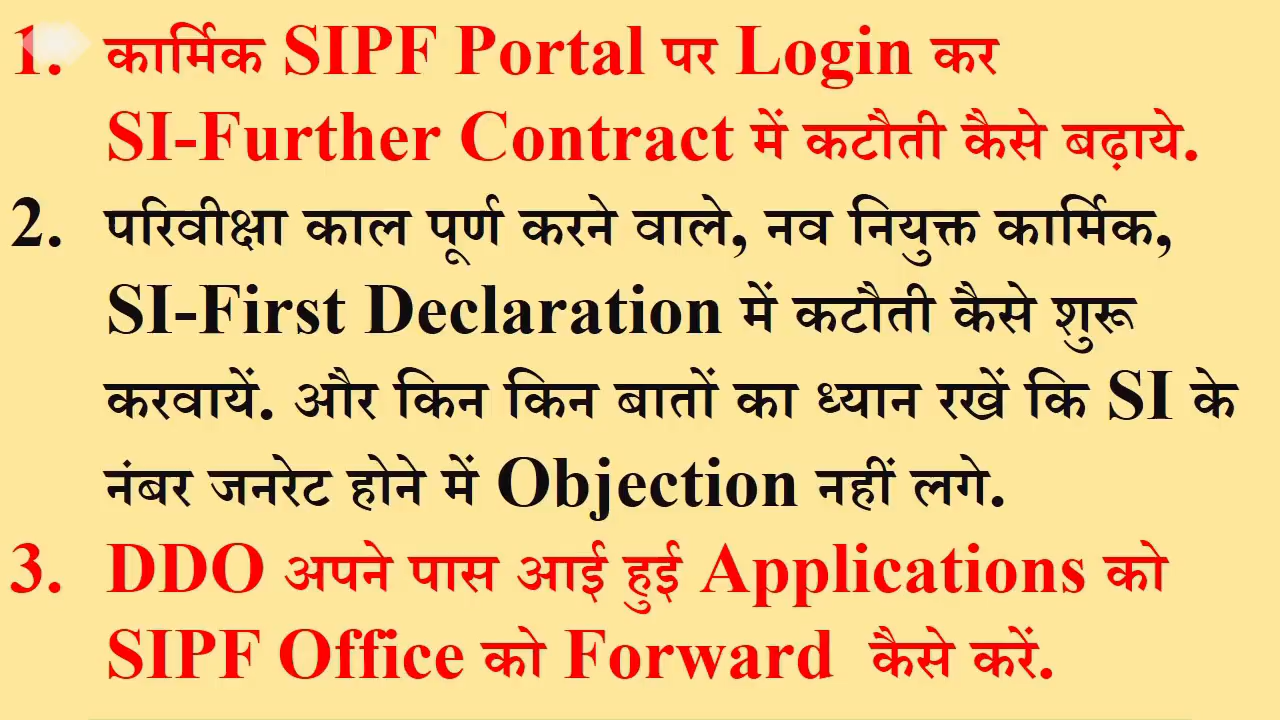 1. कार्मिक SIPF Portal पर Login कर
SI-Further Contract में कटौती कैसे बढ़ाये.
2. परिवीक्षा काल पूर्ण करने वाले, नव नियुक्त कार्मिक,
SI-First Declaration में कटौती कैसे शुरू
करवायें. और किन किन बातों का ध्यान रखें कि SI के
नंबर जनरेट होने में Objection नहीं लगे.
3. DDO अपने पास आई हुई Applications को
SIPF Office को Forward कैसे करें.